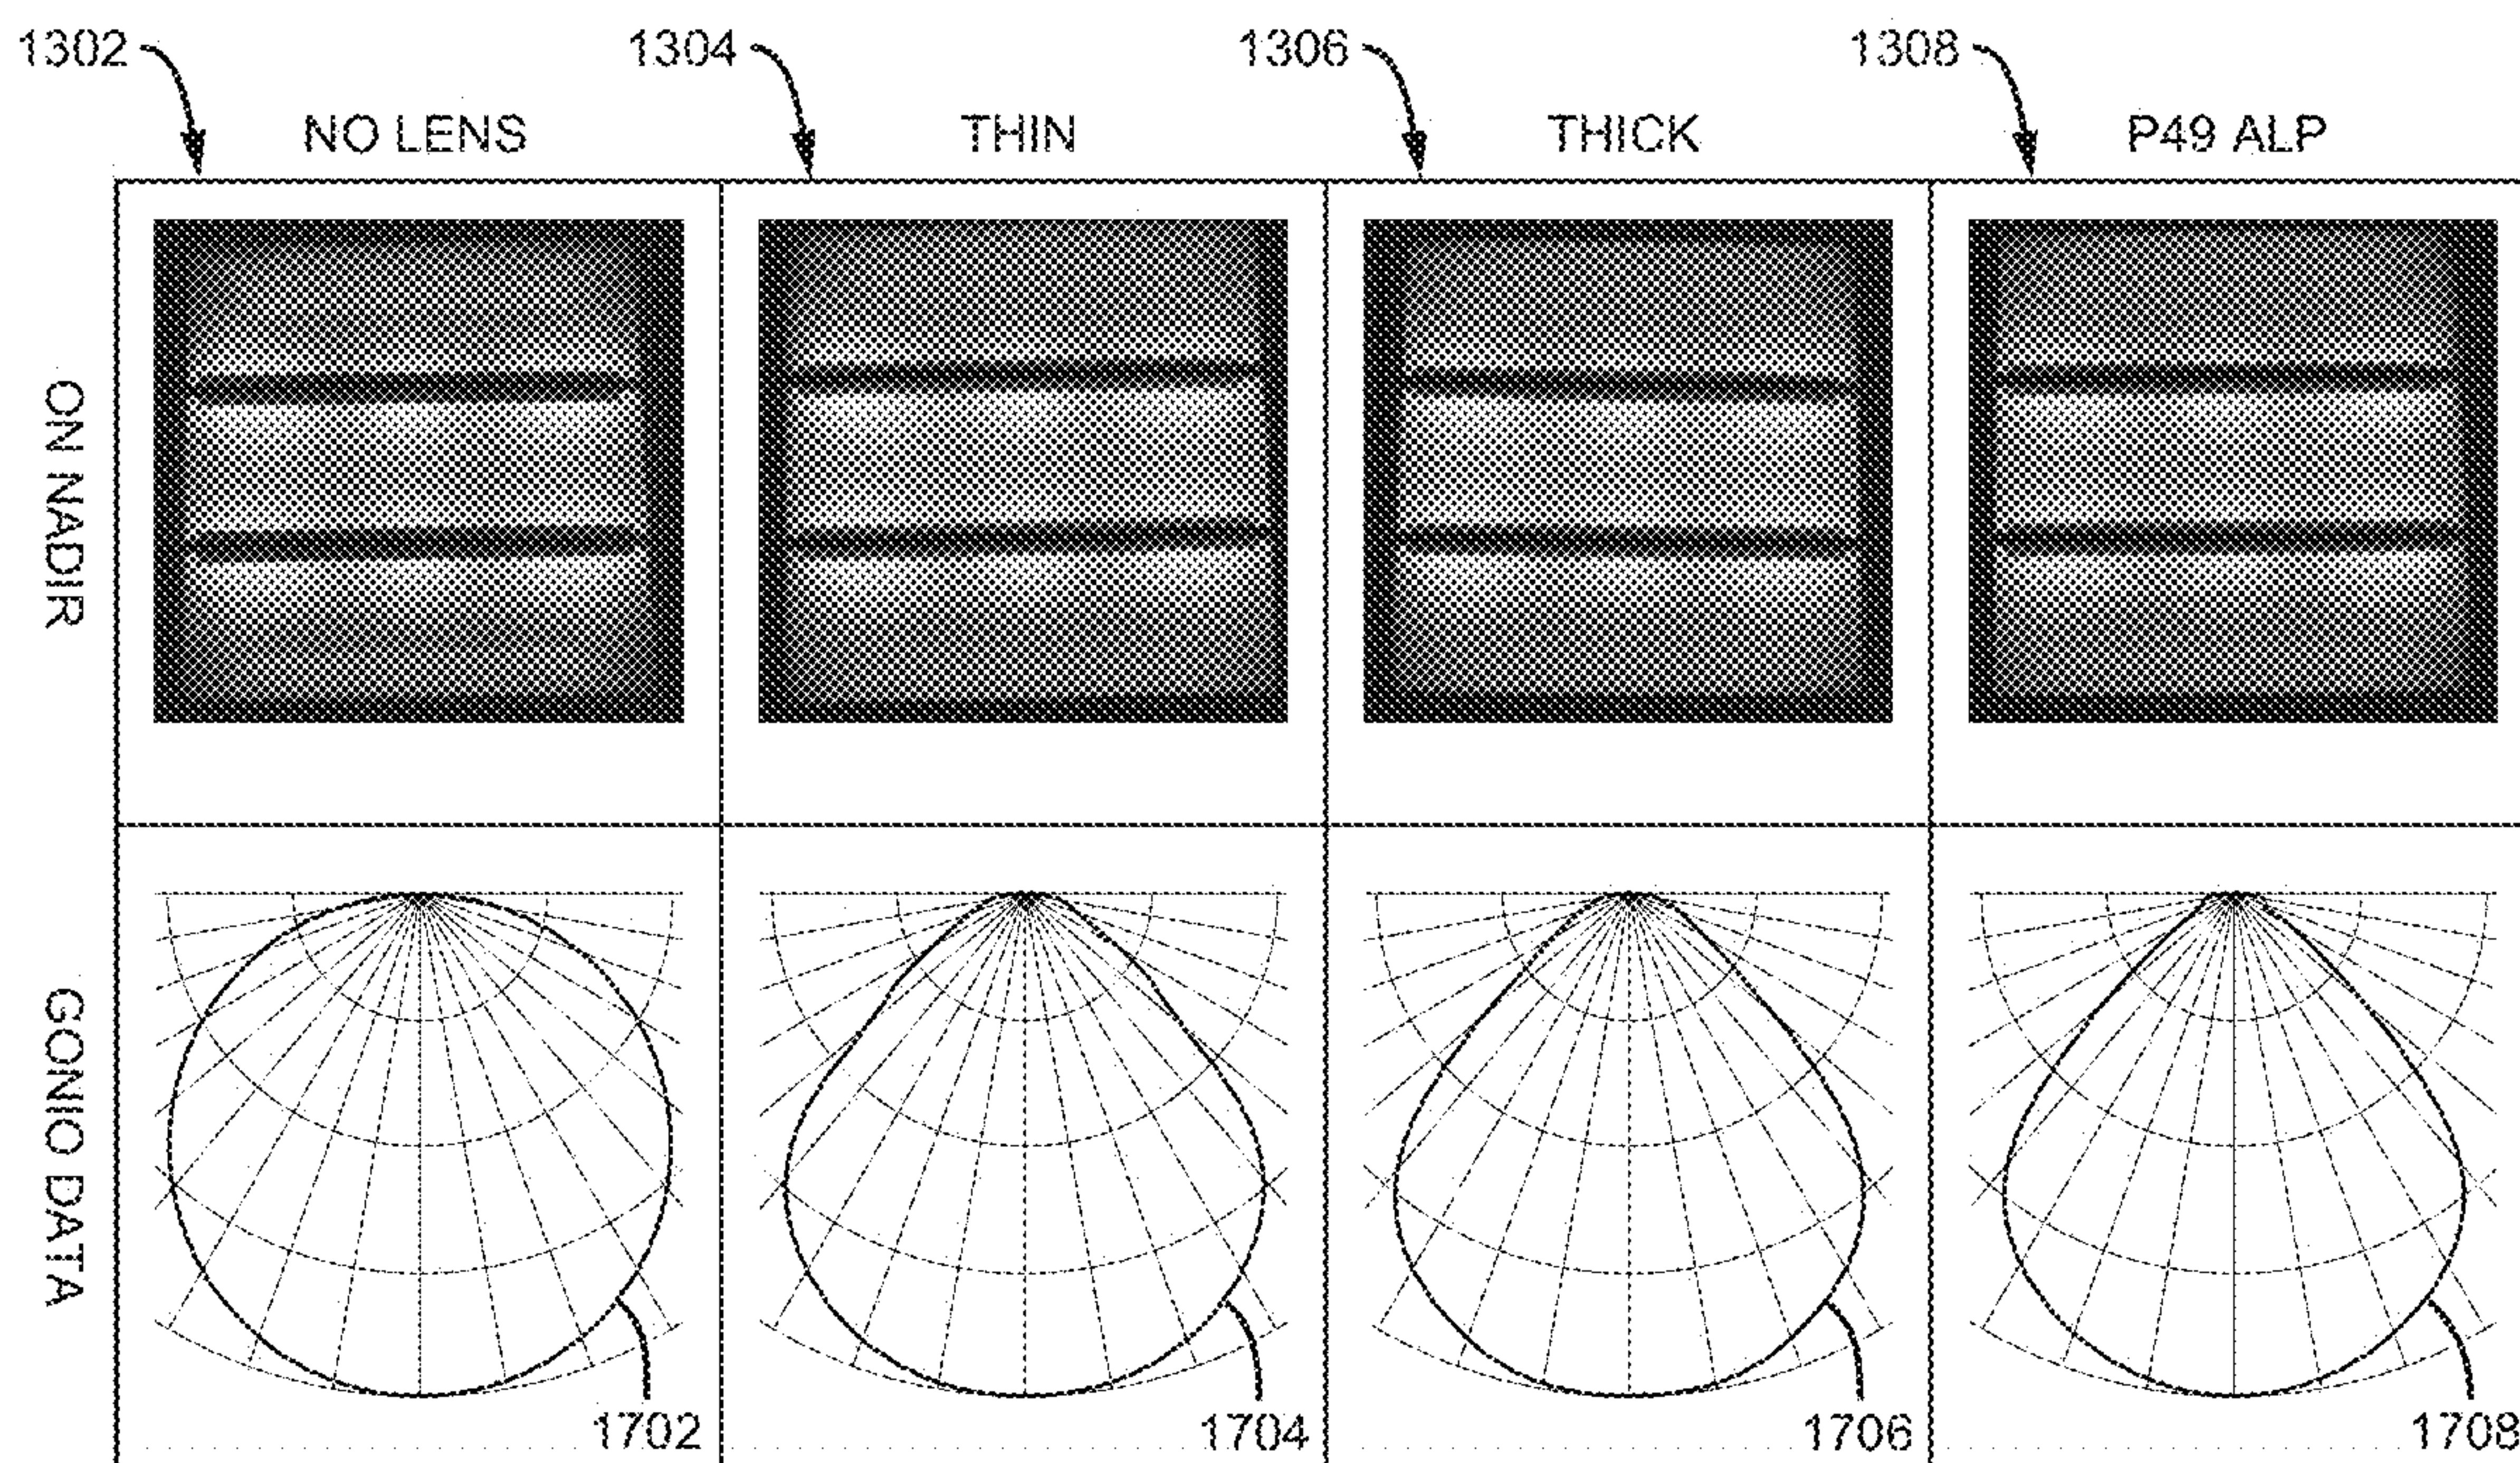 1302
1304
1306
1308
NO LENS
THIN
THICK
P49 ALP
ON NADIR
GONIO DATA
1702
1704
1706
1708